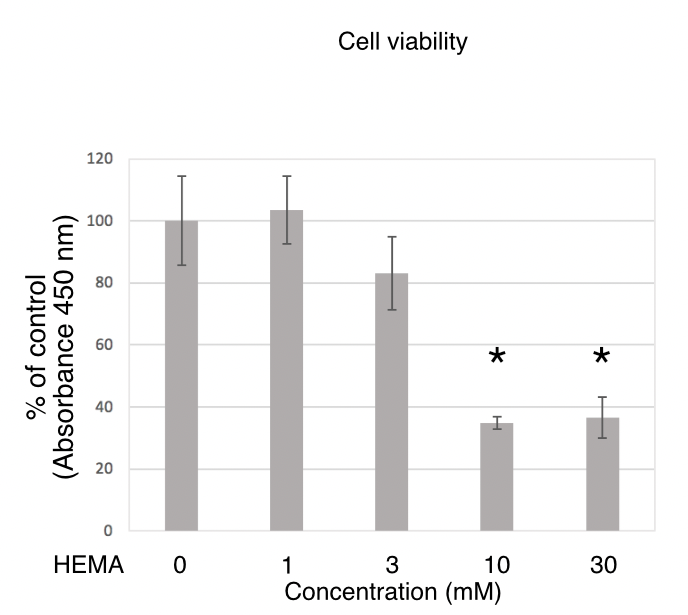 Cell viability
120
100
80
60
40
20
0
% of control
(Absorbance 450 nm)
* *
HEMA 0 1 3 10 30
Concentration (mM)